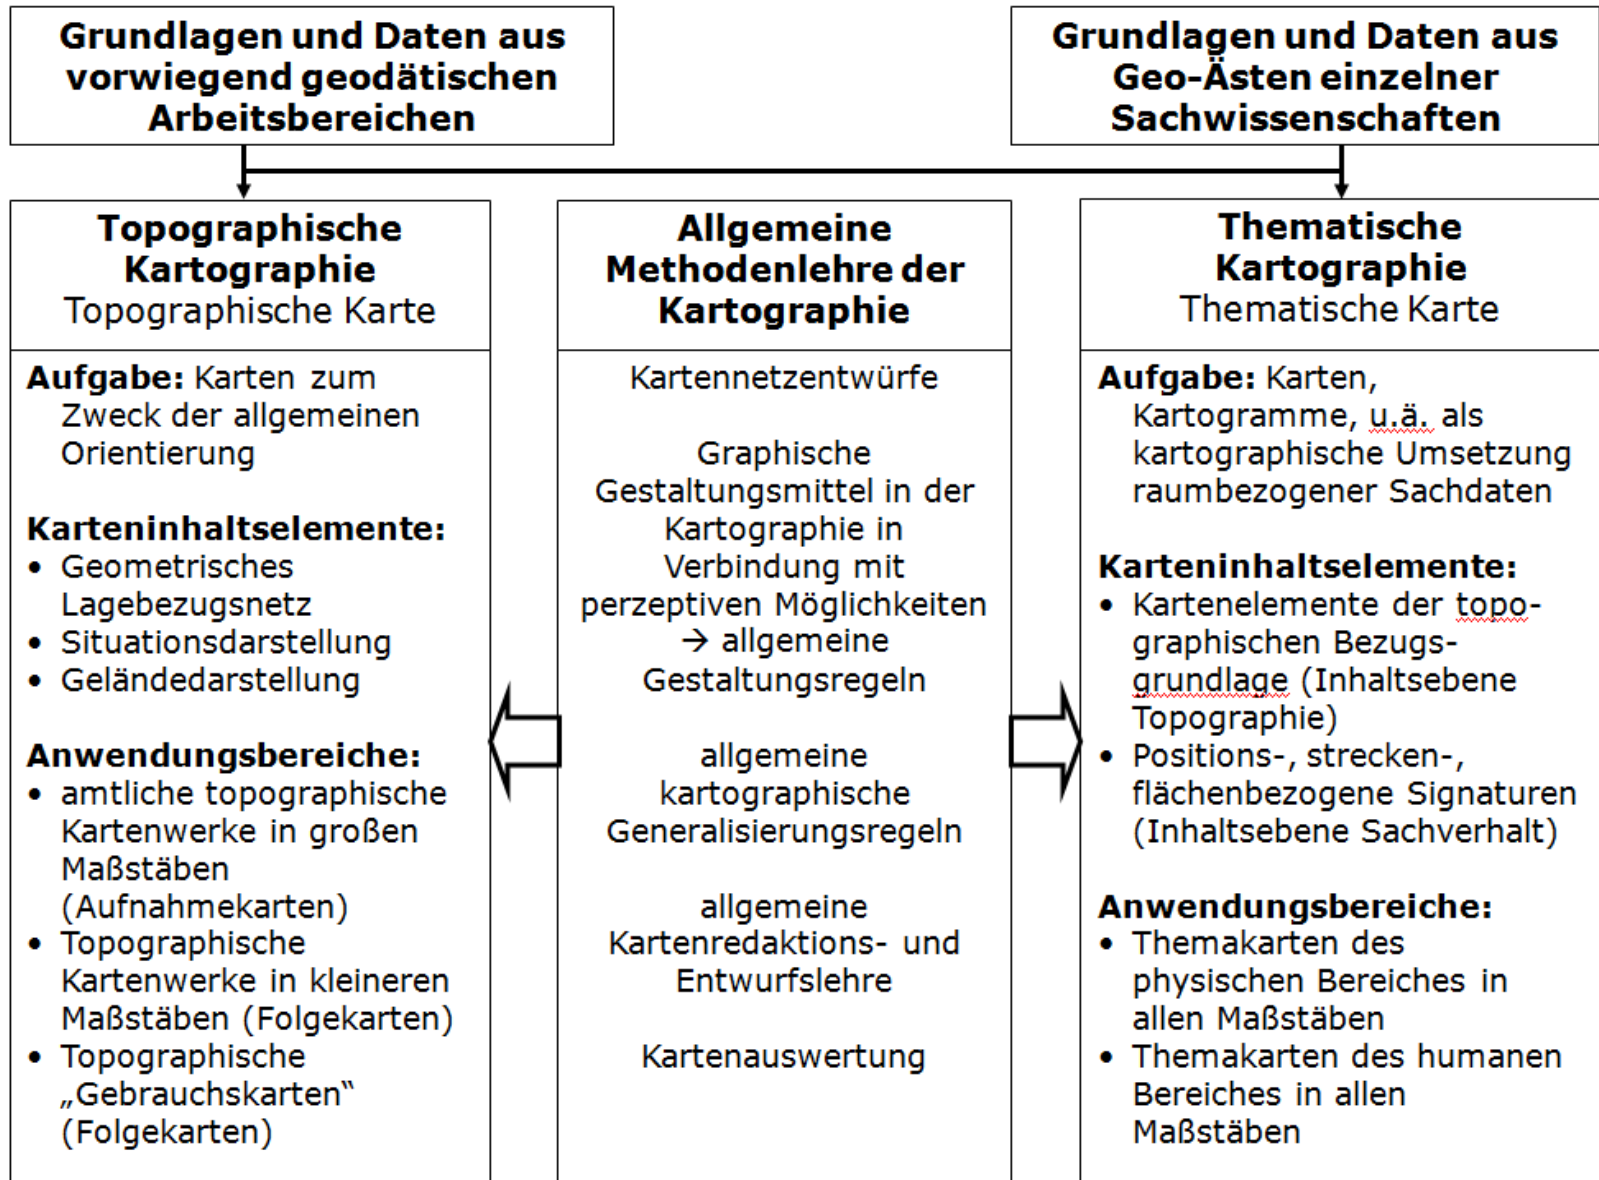 Grundlagen und Daten aus
vorwiegend geodätischen
Arbeitsbereichen
Grundlagen und Daten aus
Geo-Ästen einzelner
Sachwissenschaften
Topographische
Kartographie
Topographische Karte
Aufgabe: Karten zum
Zweck der allgemeinen
Orientierung
Karteninhaltselemente:
• Geometrisches
Lagebezugsnetz
• Situationsdarstellung
• Geländedarstellung
Anwendungsbereiche:
• amtliche topographische
Kartenwerke in großen
Maßstäben
(Aufnahmekarten)
• Topographische
Kartenwerke in kleineren
Maßstäben (Folgekarten)
• Topographische
„Gebrauchskarten“
(Folgekarten)
Allgemeine
Methodenlehre der
Kartographie
Kartennetzentwürfe
Graphische
Gestaltungsmittel in der
Kartographie in
Verbindung mit
perzeptiven Möglichkeiten
→ allgemeine
Gestaltungsregeln
allgemeine
kartographische
Generalisierungsregeln
allgemeine
Kartenredaktions- und
Entwurfslehre
Kartenauswertung
Thematische
Kartographie
Thematische Karte
Aufgabe: Karten,
Kartogramme, u.ä. als
kartographische Umsetzung
raumbezogener Sachdaten
Karteninhaltselemente:
• Kartenelemente der topo-
graphischen Bezugs-
grundlage (Inhaltsebene
Topographie)
• Positions-, strecken-,
flächenbezogene Signaturen
(Inhaltsebene Sachverhalt)
Anwendungsbereiche:
• Themakarten des
physischen Bereiches in
allen Maßstäben
• Themakarten des humanen
Bereiches in allen
Maßstäben